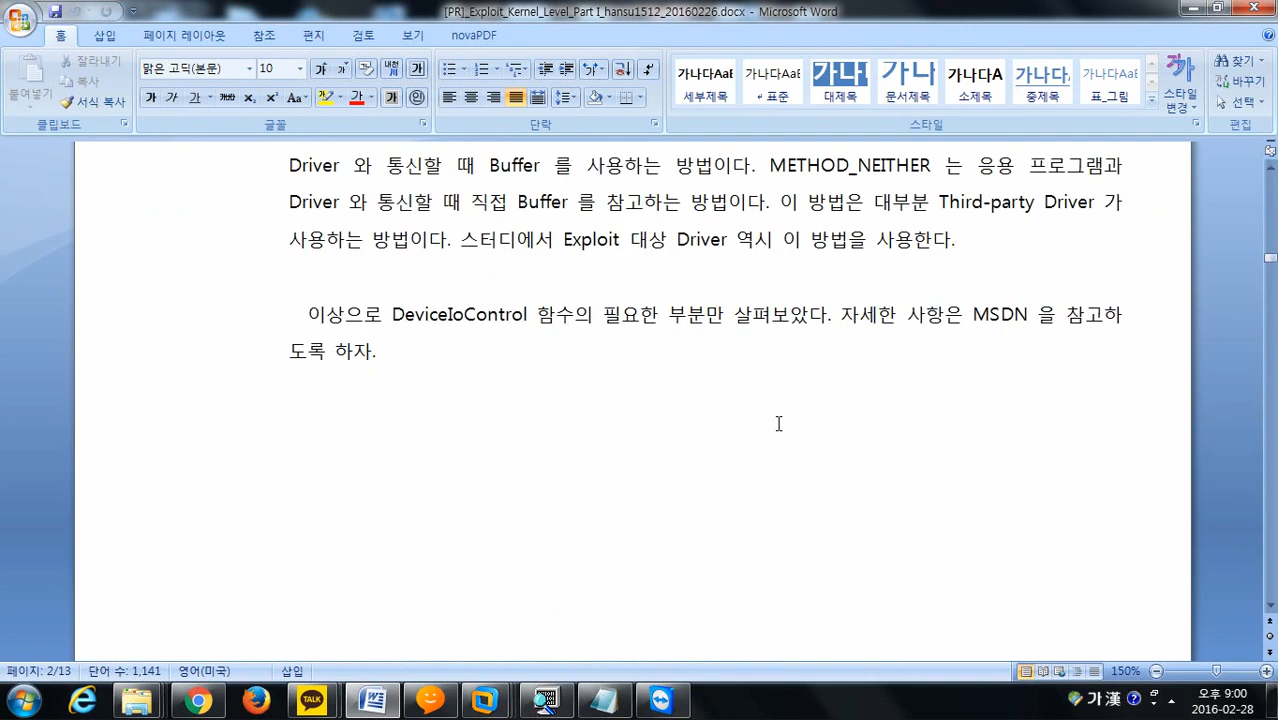 [PR]_Exploit_Kernel_Level_Part I_hansu1512_20160226.docx - Microsoft Word
홈 삽입 페이지 레이아웃 참조 편지 검토 보기 novaPDF
붙여넣기
잘라내기
복사
서식 복사
클립보드
맑은 고딕(본문) 10
글꼴
단락
가나다AaE 가나다AaE 가나 가나 가나다A 가나다 가나다AaE
세부제목 ↵ 표준 대제목 문서제목 소제목 중제목 표_그림
스타일
스타일 변경
찾기
바꾸기
선택
편집
Driver 와 통신할 때 Buffer 를 사용하는 방법이다. METHOD_NEITHER 는 응용 프로그램과
Driver 와 통신할 때 직접 Buffer 를 참고하는 방법이다. 이 방법은 대부분 Third-party Driver 가
사용하는 방법이다. 스터디에서 Exploit 대상 Driver 역시 이 방법을 사용한다.
이상으로 DeviceIoControl 함수의 필요한 부분만 살펴보았다. 자세한 사항은 MSDN 을 참고하
도록 하자.
페이지: 2/13 단어 수: 1,141 영어(미국) 삽입 150%
TALK
가 漢
오후 9:00
2016-02-28